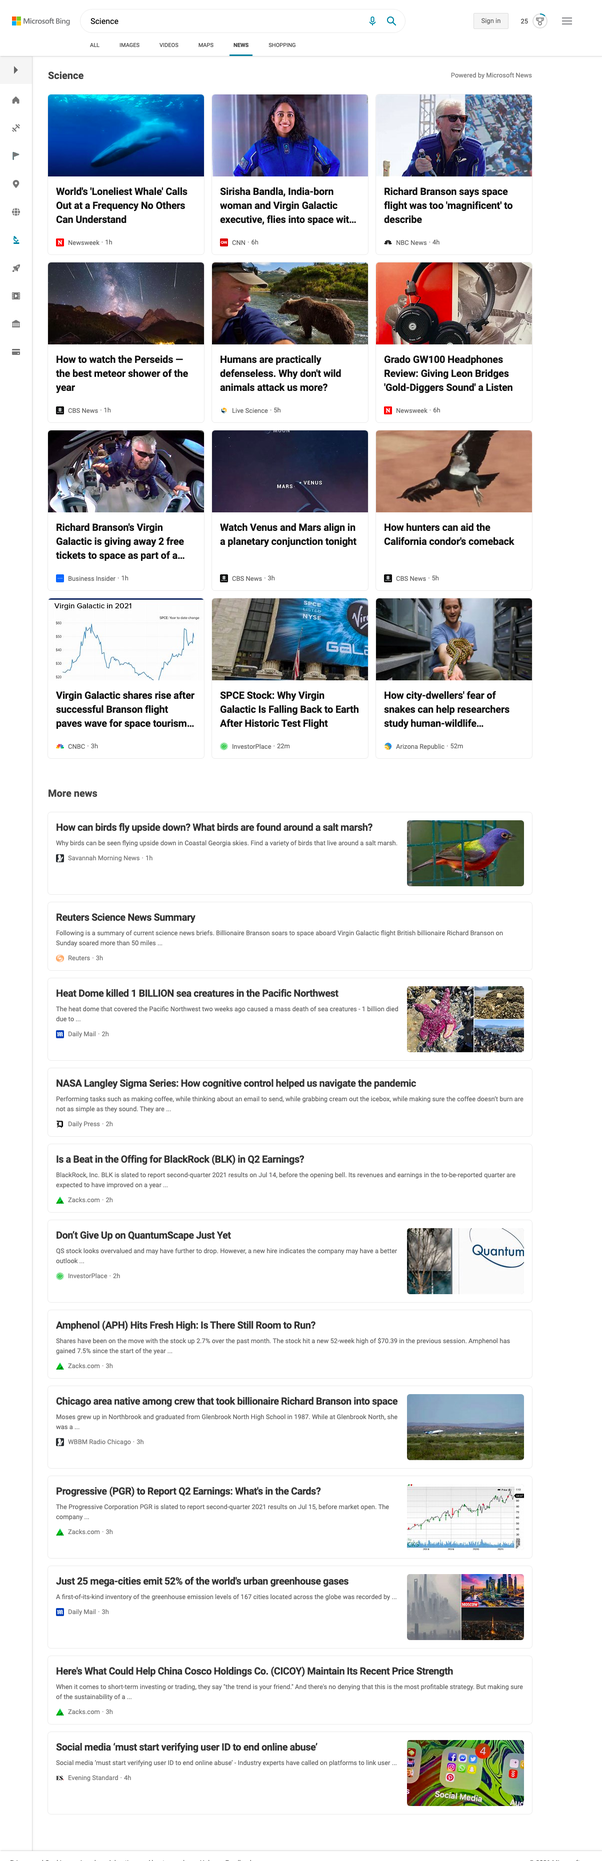 Microsoft Bing
Science
Sign in
25
ALL IMAGES VIDEOS MAPS NEWS SHOPPING
Science
Powered by Microsoft News
World's 'Loneliest Whale' Calls
Out at a Frequency No Others
Can Understand
Newsweek · 1h
Sirisha Bandla, India-born
woman and Virgin Galactic
executive, flies into space wit...
CNN · 6h
Richard Branson says space
flight was too 'magnificent' to
describe
NBC News · 4h
How to watch the Perseids —
the best meteor shower of the
year
CBS News · 1h
Humans are practically
defenseless. Why don't wild
animals attack us more?
Live Science · 5h
Grado GW100 Headphones
Review: Giving Leon Bridges
'Gold-Diggers Sound' a Listen
Newsweek · 6h
Richard Branson's Virgin
Galactic is giving away 2 free
tickets to space as part of a...
Business Insider · 1h
MARS
VENUS
Watch Venus and Mars align in
a planetary conjunction tonight
CBS News · 3h
How hunters can aid the
California condor's comeback
CBS News · 5h
Virgin Galactic in 2021
SPCE: Year to date change
$60
$50
$40
$30
$20
Virgin Galactic shares rise after
successful Branson flight
paves way for space tourism...
CNBC · 3h
SPCE
NYSE
SPCE Stock: Why Virgin
Galactic Is Falling Back to Earth
After Historic Test Flight
InvestorPlace · 22m
How city-dwellers' fear of
snakes can help researchers
study human-wildlife...
Arizona Republic · 52m
More news
How can birds fly upside down? What birds are found around a salt marsh?
Why birds can be seen flying upside down in Coastal Georgia skies. Find a variety of birds that live around a salt marsh.
Savannah Morning News · 1h
Reuters Science News Summary
Following is a summary of current science news briefs. Billionaire Branson soars to space aboard Virgin Galactic flight British billionaire Richard Branson on
Sunday soared more than 50 miles ...
Reuters · 3h
Heat Dome killed 1 BILLION sea creatures in the Pacific Northwest
The heat dome that covered the Pacific Northwest two weeks ago caused a mass death of sea creatures - 1 billion died
due to ...
Daily Mail · 2h
NASA Langley Sigma Series: How cognitive control helped us navigate the pandemic
Performing tasks such as making coffee, while thinking about an email to send, while grabbing cream out the icebox, while making sure the coffee doesn't burn are
not as simple as they sound. They are ...
Daily Press · 2h
Is a Beat in the Offing for BlackRock (BLK) in Q2 Earnings?
BlackRock, Inc. BLK is slated to report second-quarter 2021 results on Jul 14, before the opening bell. Its revenues and earnings in the to-be-reported quarter are
expected to have improved on a year ...
Zacks.com · 2h
Don't Give Up on QuantumScape Just Yet
QS stock looks overvalued and may have further to drop. However, a new hire indicates the company may have a better
outlook ...
InvestorPlace · 2h
Quantum
Amphenol (APH) Hits Fresh High: Is There Still Room to Run?
Shares have been on the move with the stock up 2.7% over the past month. The stock hit a new 52-week high of $70.39 in the previous session. Amphenol has
gained 7.5% since the start of the year ...
Zacks.com · 3h
Chicago area native among crew that took billionaire Richard Branson into space
Moses grew up in Northbrook and graduated from Glenbrook North High School in 1987. While at Glenbrook North, she
was a ...
WBBM Radio Chicago · 3h
Progressive (PGR) to Report Q2 Earnings: What's in the Cards?
The Progressive Corporation PGR is slated to report second-quarter 2021 results on Jul 15, before market open. The
company ...
Zacks.com · 3h
Just 25 mega-cities emit 52% of the world's urban greenhouse gases
A first-of-its-kind inventory of the greenhouse emission levels of 167 cities located across the globe was recorded by ...
Daily Mail · 3h
MOSCOW
Here's What Could Help China Cosco Holdings Co. (CICOY) Maintain Its Recent Price Strength
When it comes to short-term investing or trading, they say "the trend is your friend." And there's no denying that this is the most profitable strategy. But making sure
of the sustainability of a ...
Zacks.com · 3h
Social media 'must start verifying user ID to end online abuse'
Social media 'must start verifying user ID to end online abuse' - Industry experts have called on platforms to link user ...
ES Evening Standard · 4h
4
Social Media